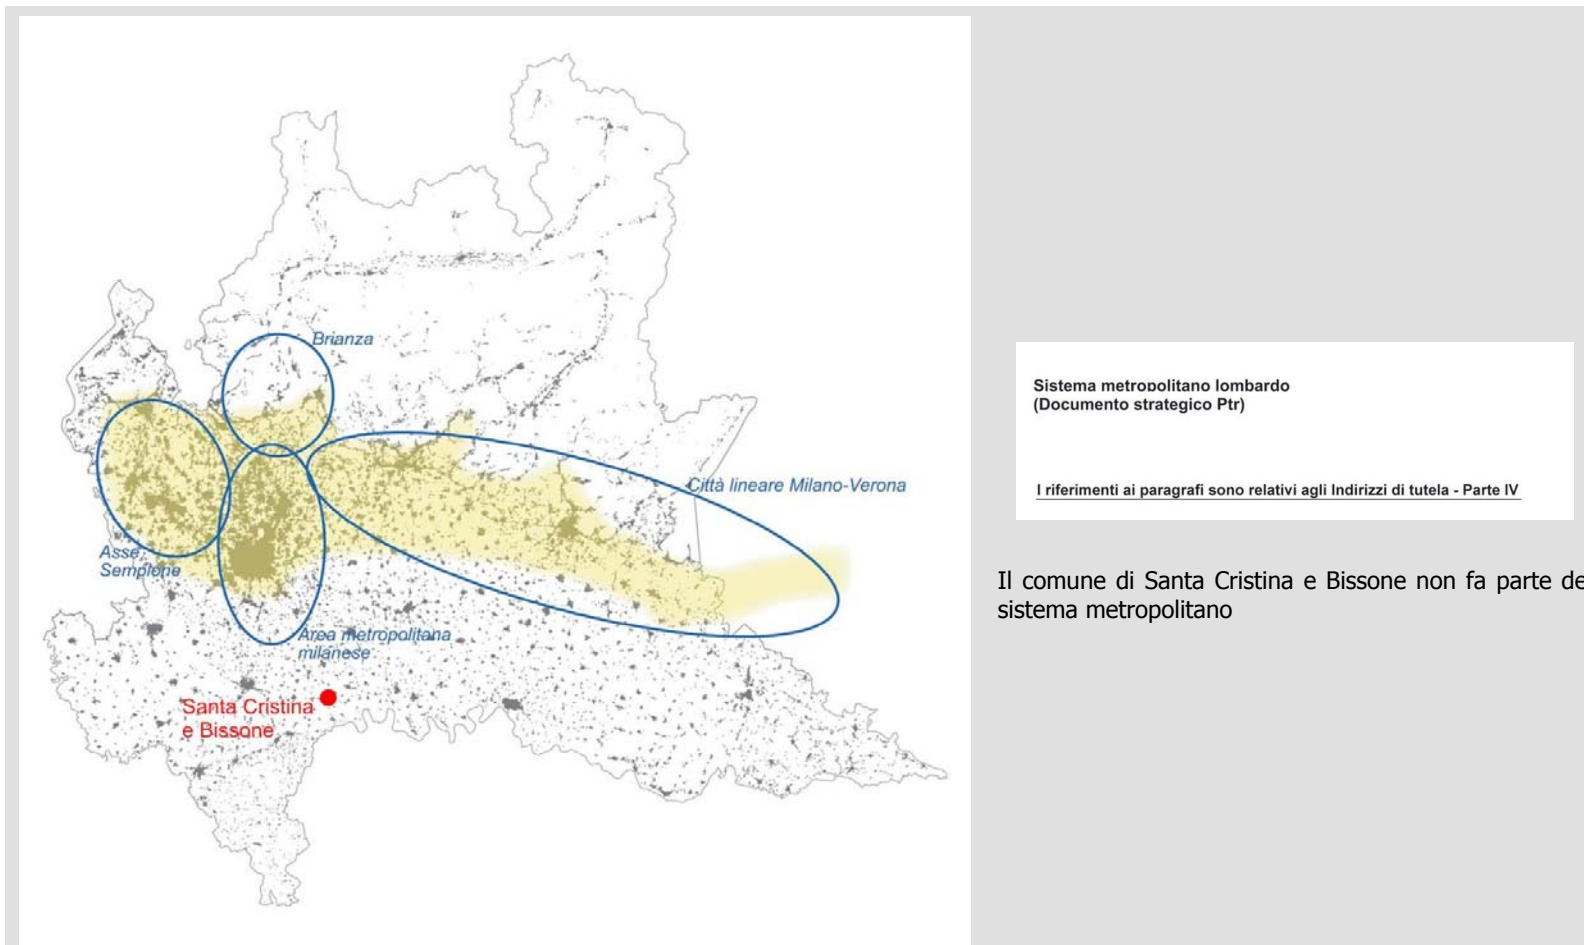 Brianza
Città lineare Milano-Verona
Asse
Sempione
Area metropolitana
milanese
Santa Cristina
e Bissone
Sistema metropolitano lombardo
(Documento strategico Ptr)
I riferimenti ai paragrafi sono relativi agli Indirizzi di tutela - Parte IV
Il comune di Santa Cristina e Bissone non fa parte de
sistema metropolitano